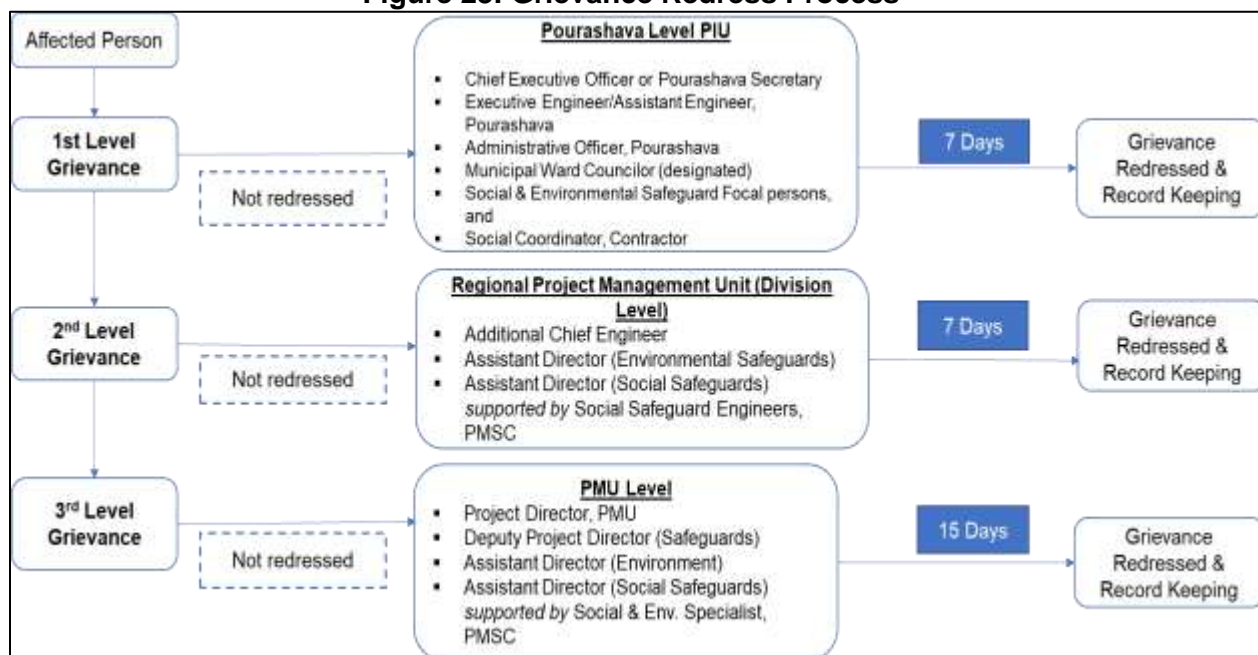 Figure 25: Grievance Redress Process
Affected Person
Pourashava Level PIU
▪ Chief Executive Officer or Pourashava Secretary
▪ Executive Engineer/Assistant Engineer,
Pourashava
▪ Administrative Officer, Pourashava
▪ Municipal Ward Councilor (designated)
▪ Social & Environmental Safeguard Focal persons,
and
▪ Social Coordinator, Contractor
1st Level
Grievance
Not redressed
7 Days
Grievance
Redressed &
Record Keeping
Regional Project Management Unit (Division
Level)
▪ Additional Chief Engineer
▪ Assistant Director (Environmental Safeguards)
▪ Assistant Director (Social Safeguards)
supported by Social Safeguard Engineers,
PMSC
2nd Level
Grievance
Not redressed
7 Days
Grievance
Redressed &
Record Keeping
PMU Level
▪ Project Director, PMU
▪ Deputy Project Director (Safeguards)
▪ Assistant Director (Environment)
▪ Assistant Director (Social Safeguards)
supported by Social & Env. Specialist,
PMSC
3rd Level
Grievance
Not redressed
15 Days
Grievance
Redressed &
Record Keeping